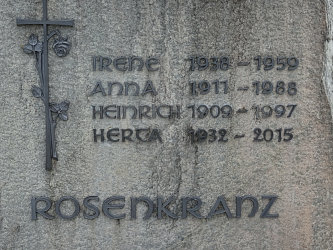 IRENE 1938 – 1959
ANNA 1911 – 1988
HEINRICH 1909 – 1997
HERTA 1932 – 2015
ROSENKRANZ